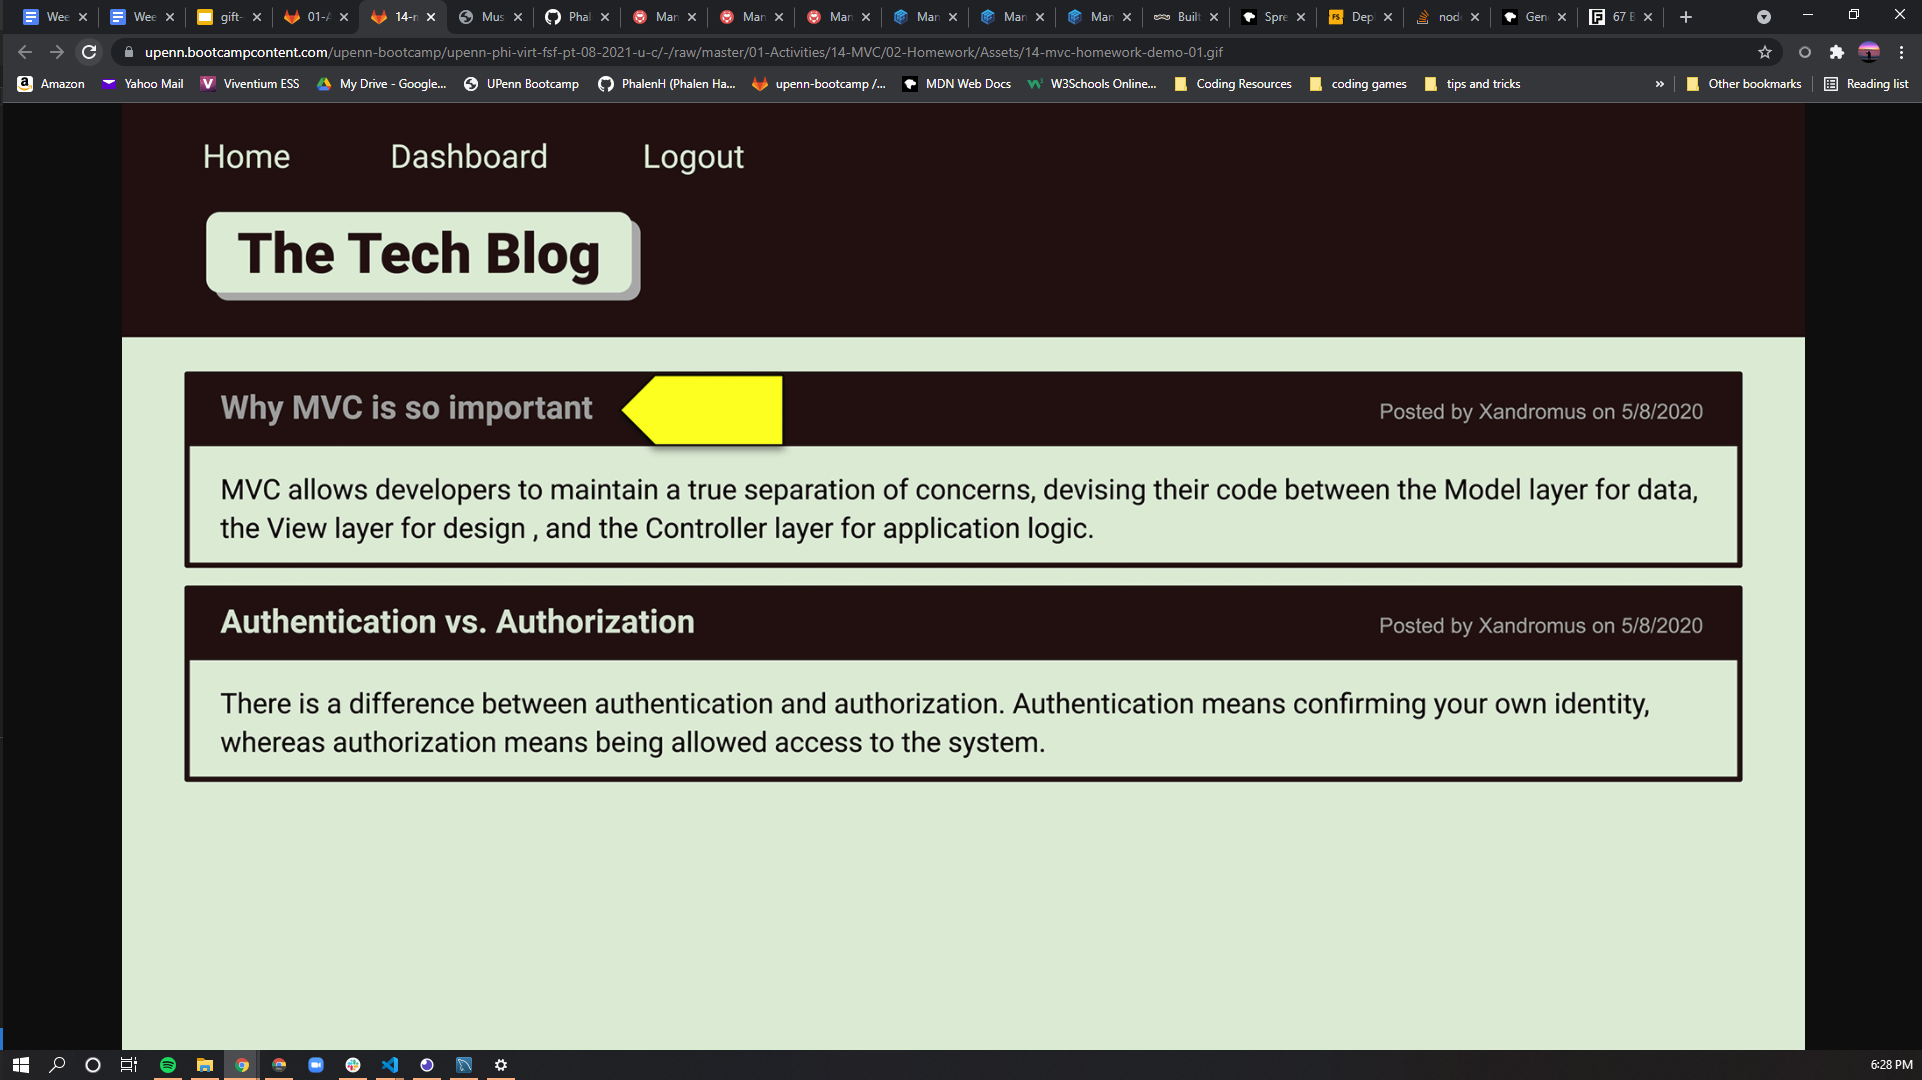 Wee Wee gift- 01-A 14-m Mus Phal Man Man Man Man Man Man Built Spre Dep node Gene 67 B
upenn.bootcampcontent.com/upenn-bootcamp/upenn-phi-virt-fsf-pt-08-2021-u-c/-/raw/master/01-Activities/14-MVC/02-Homework/Assets/14-mvc-homework-demo-01.gif
Amazon Yahoo Mail Viventium ESS My Drive - Google... UPenn Bootcamp PhalenH (Phalen Ha... upenn-bootcamp /... MDN Web Docs W3Schools Online... Coding Resources coding games tips and tricks » Other bookmarks Reading list
Home Dashboard Logout
The Tech Blog
Why MVC is so important Posted by Xandromus on 5/8/2020
MVC allows developers to maintain a true separation of concerns, devising their code between the Model layer for data,
the View layer for design , and the Controller layer for application logic.
Authentication vs. Authorization Posted by Xandromus on 5/8/2020
There is a difference between authentication and authorization. Authentication means confirming your own identity,
whereas authorization means being allowed access to the system.
6:28 PM